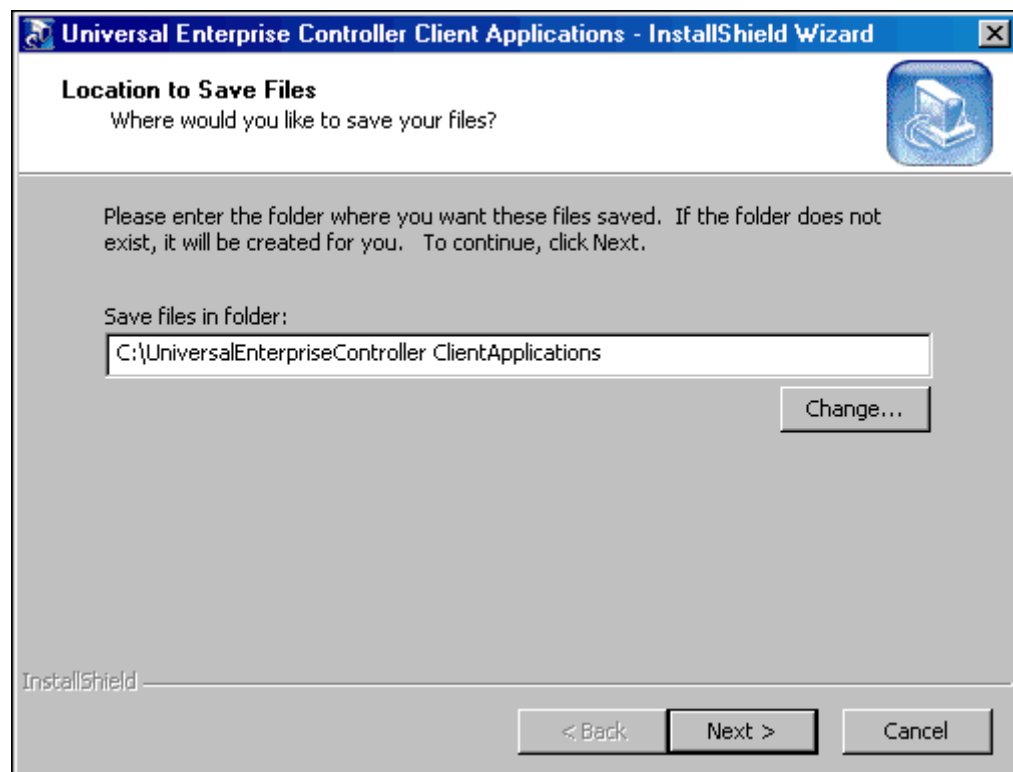 Universal Enterprise Controller Client Applications - InstallShield Wizard
Location to Save Files
Where would you like to save your files?
Please enter the folder where you want these files saved.  If the folder does not
exist, it will be created for you.   To continue, click Next.
Save files in folder:
C:\UniversalEnterpriseController ClientApplications
Change...
InstallShield
< Back
Next >
Cancel